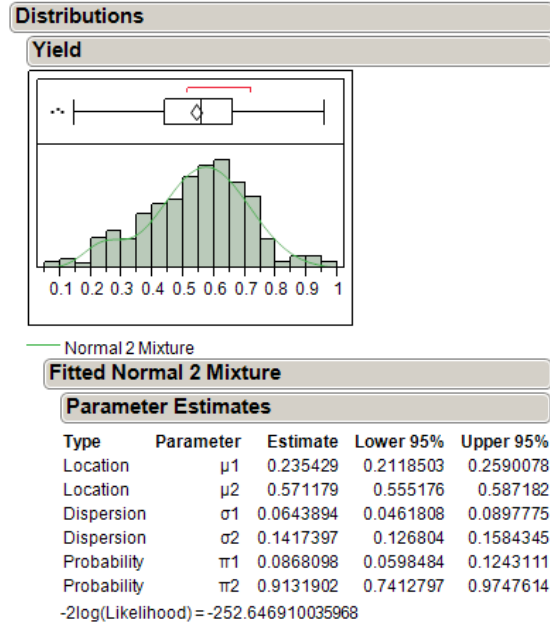 Distributions
Yield
0.1 0.2 0.3 0.4 0.5 0.6 0.7 0.8 0.9 1
Normal 2 Mixture
Fitted Normal 2 Mixture
Parameter Estimates
Type Parameter Estimate Lower 95% Upper 95%
Location μ1 0.235429 0.2118503 0.2590078
Location μ2 0.571179 0.555176 0.587182
Dispersion σ1 0.0643894 0.0461808 0.0897775
Dispersion σ2 0.1417397 0.126804 0.1584345
Probability π1 0.0868098 0.0598484 0.1243111
Probability π2 0.9131902 0.7412797 0.9747614
-2log(Likelihood) = -252.646910035968